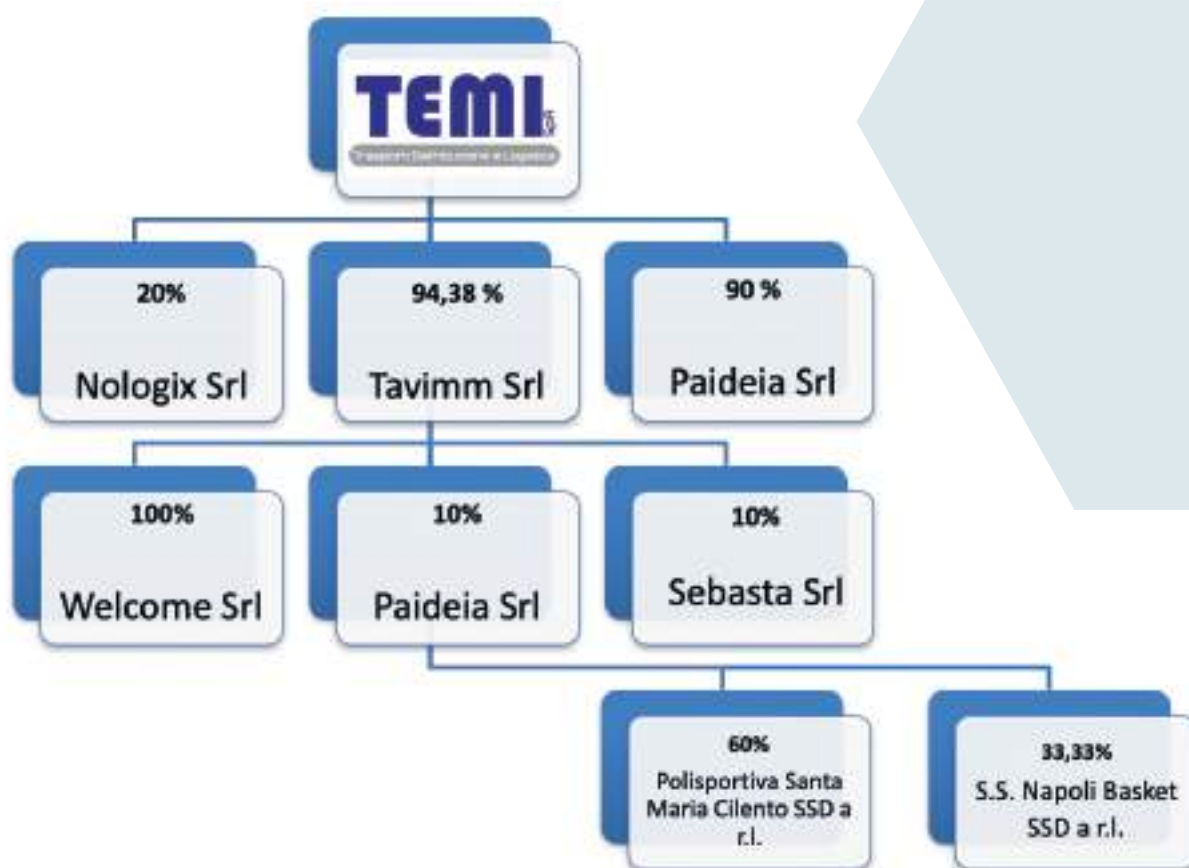 TEMI
20%
Nologix Srl
94,38 %
Tavimm Srl
90 %
Paideia Srl
100%
Welcome Srl
10%
Paideia Srl
10%
Sebasta Srl
60%
Polisportiva Santa
Maria Cilento SSD a
r.l.
33,33%
S.S. Napoli Basket
SSD a r.l.